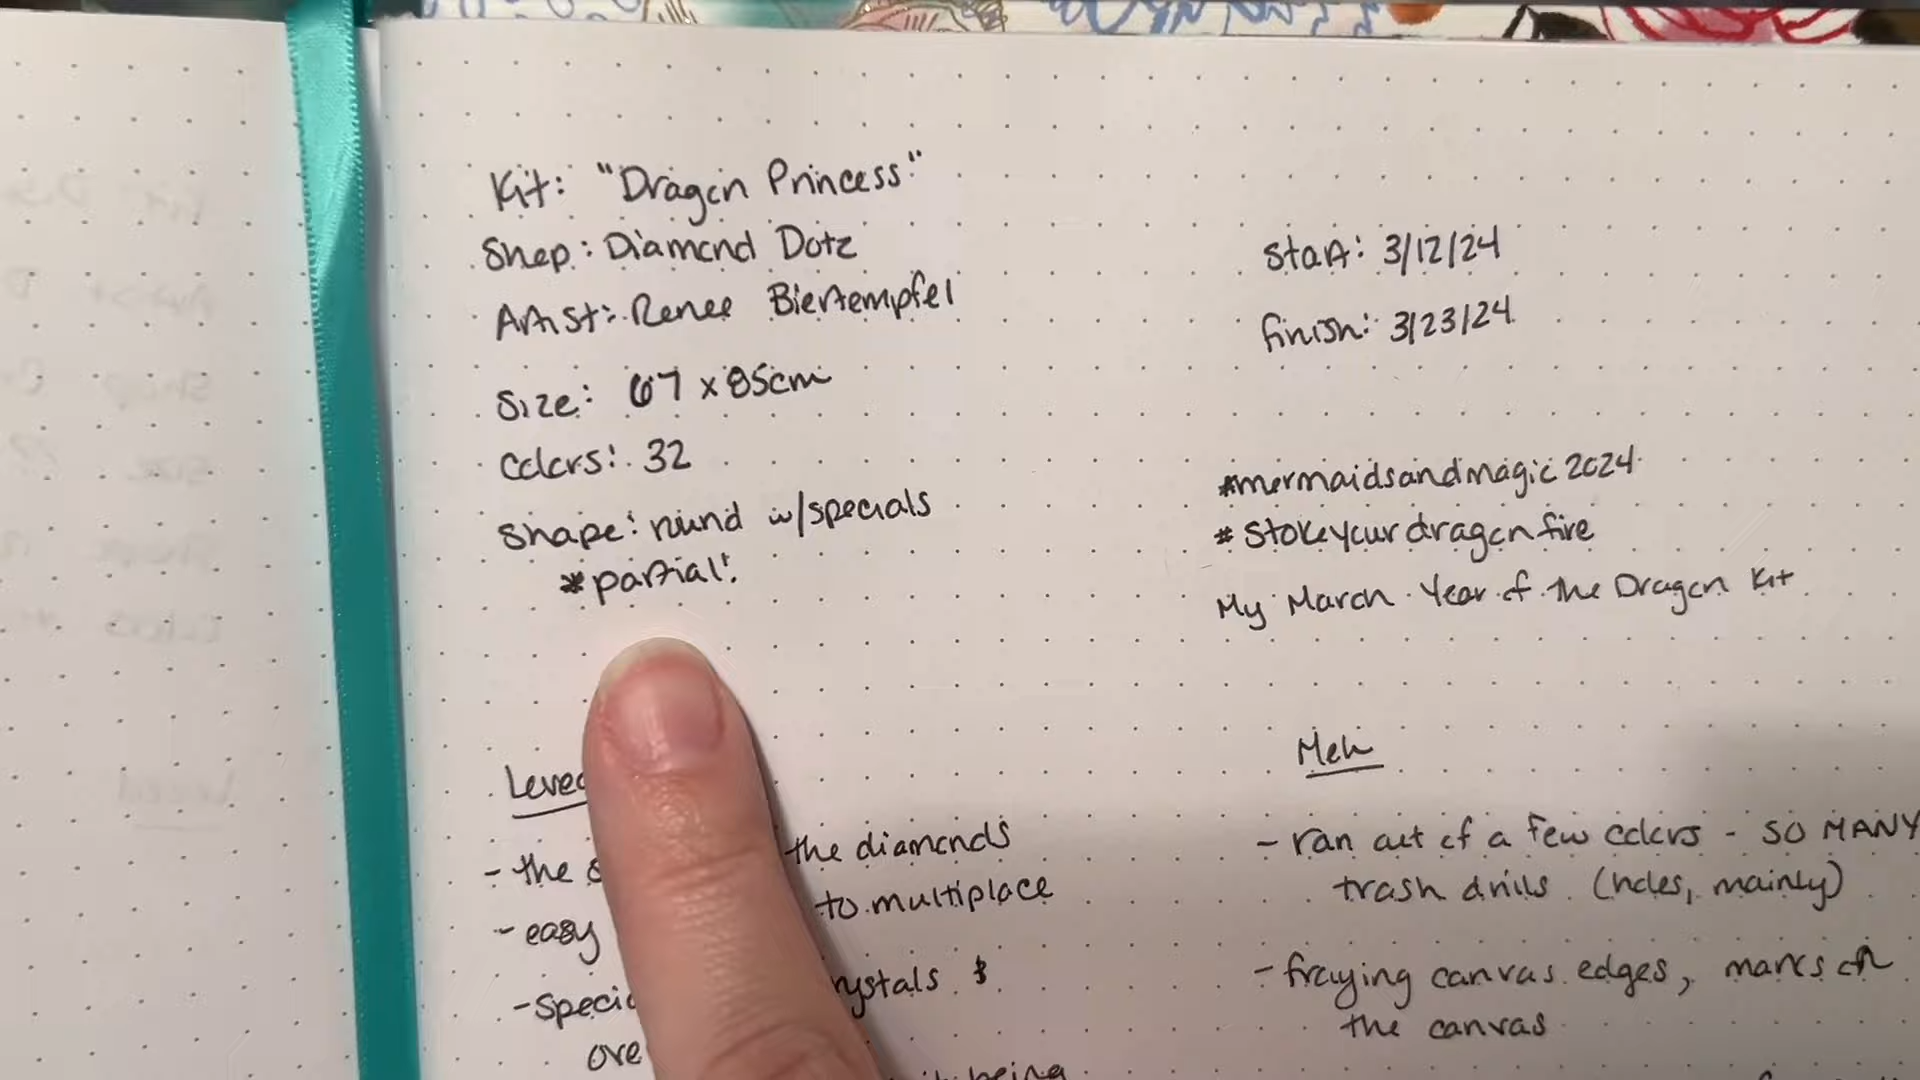 Kit: "Dragon Princess"
Shop: Diamond Dotz
Artist: Renee Biertempfel
Size: 67 x 85cm
Colors: 32
Shape: round w/specials
*partial!
Start: 3/12/24
finish: 3/23/24
#mermaidsandmagic2024
#stokeyourdragonfire
My March Year of the Dragon Kit
Loved
- the the diamonds
- easy to multiplace
$
being
Meh
- ran out of a few colors - SO MANY
trash drills (holes, mainly)
- fraying canvas edges, marks on
the canvas